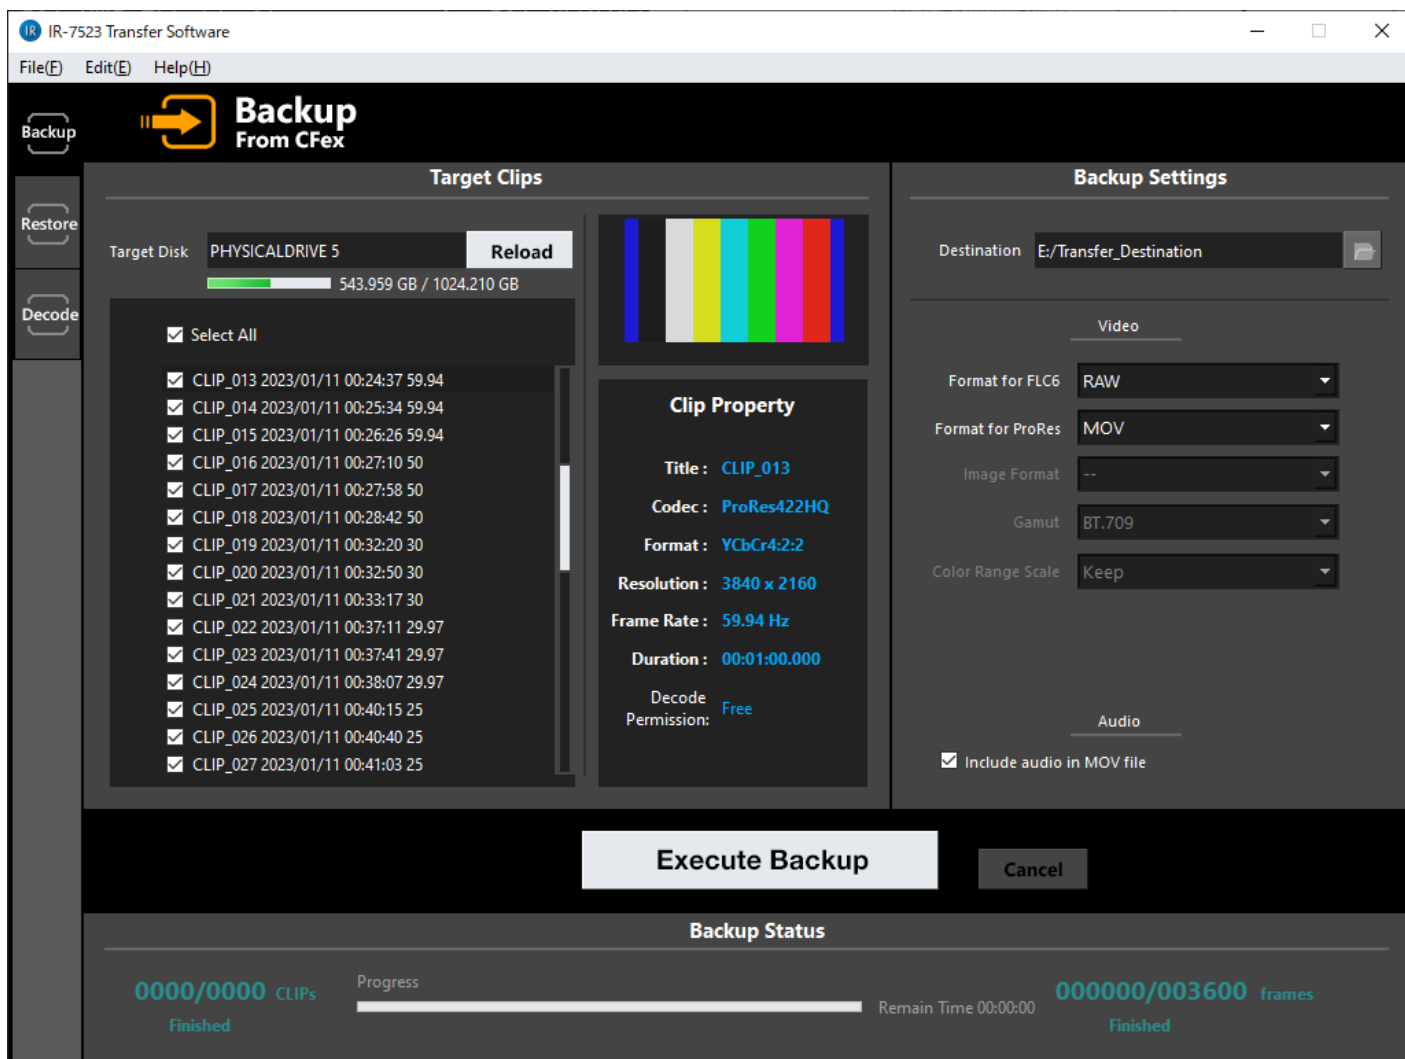 IR IR-7523 Transfer Software
File(F) Edit(E) Help(H)
Backup
Restore
Decode
Backup
From CFex
Target Clips
Target Disk PHYSICALDRIVE 5 Reload
543.959 GB / 1024.210 GB
Select All
CLIP_013 2023/01/11 00:24:37 59.94
CLIP_014 2023/01/11 00:25:34 59.94
CLIP_015 2023/01/11 00:26:26 59.94
CLIP_016 2023/01/11 00:27:10 50
CLIP_017 2023/01/11 00:27:58 50
CLIP_018 2023/01/11 00:28:42 50
CLIP_019 2023/01/11 00:32:20 30
CLIP_020 2023/01/11 00:32:50 30
CLIP_021 2023/01/11 00:33:17 30
CLIP_022 2023/01/11 00:37:11 29.97
CLIP_023 2023/01/11 00:37:41 29.97
CLIP_024 2023/01/11 00:38:07 29.97
CLIP_025 2023/01/11 00:40:15 25
CLIP_026 2023/01/11 00:40:40 25
CLIP_027 2023/01/11 00:41:03 25
Clip Property
Title : CLIP_013
Codec : ProRes422HQ
Format : YCbCr4:2:2
Resolution : 3840 x 2160
Frame Rate : 59.94 Hz
Duration : 00:01:00.000
Decode
Permission: Free
Backup Settings
Destination E:/Transfer_Destination
Video
Format for FLC6 RAW
Format for ProRes MOV
Image Format --
Gamut BT.709
Color Range Scale Keep
Audio
Include audio in MOV file
Execute Backup
Cancel
Backup Status
0000/0000 CLIPs
Finished
Progress
Remain Time 00:00:00
000000/003600 frames
Finished